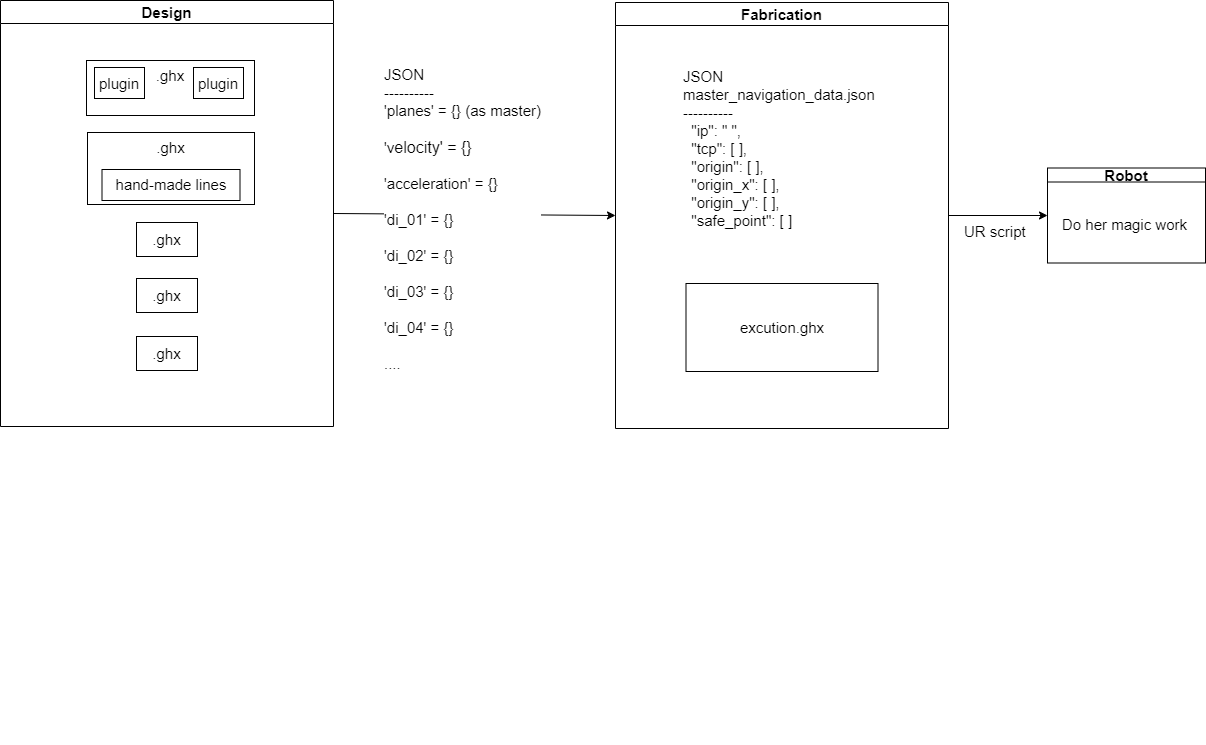 Design
plugin
.ghx
plugin
.ghx
hand-made lines
.ghx
.ghx
.ghx
JSON
----------
'planes' = {} (as master)
'velocity' = {}
'acceleration' = {}
'di_01' = {}
'di_02' = {}
'di_03' = {}
'di_04' = {}
....
Fabrication
JSON
master_navigation_data.json
----------
"ip": " ",
"tcp": [ ],
"origin": [ ],
"origin_x": [ ],
"origin_y": [ ],
"safe_point": [ ]
excution.ghx
UR script
Robot
Do her magic work